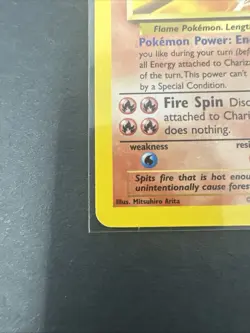 Flame Pokémon. Lengt
Pokémon Power: En
you like during your turn (bef
all Energy attached to Chariz
of the turn. This power can't
by a Special Condition.
Fire Spin Disc
attached to Chari
does nothing.
weakness resi
Spits fire that is hot enou
unintentionally cause fores
Illus. Mitsuhiro Arita